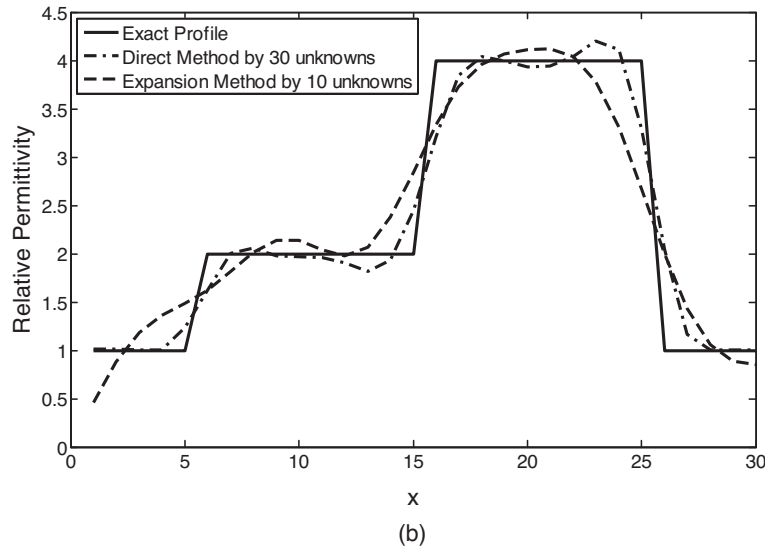 4.5
4
3.5
3
2.5
2
1.5
1
0.5
0
Relative Permittivity
Exact Profile
Direct Method by 30 unknowns
Expansion Method by 10 unknowns
0 5 10 15 20 25 30
x
(b)